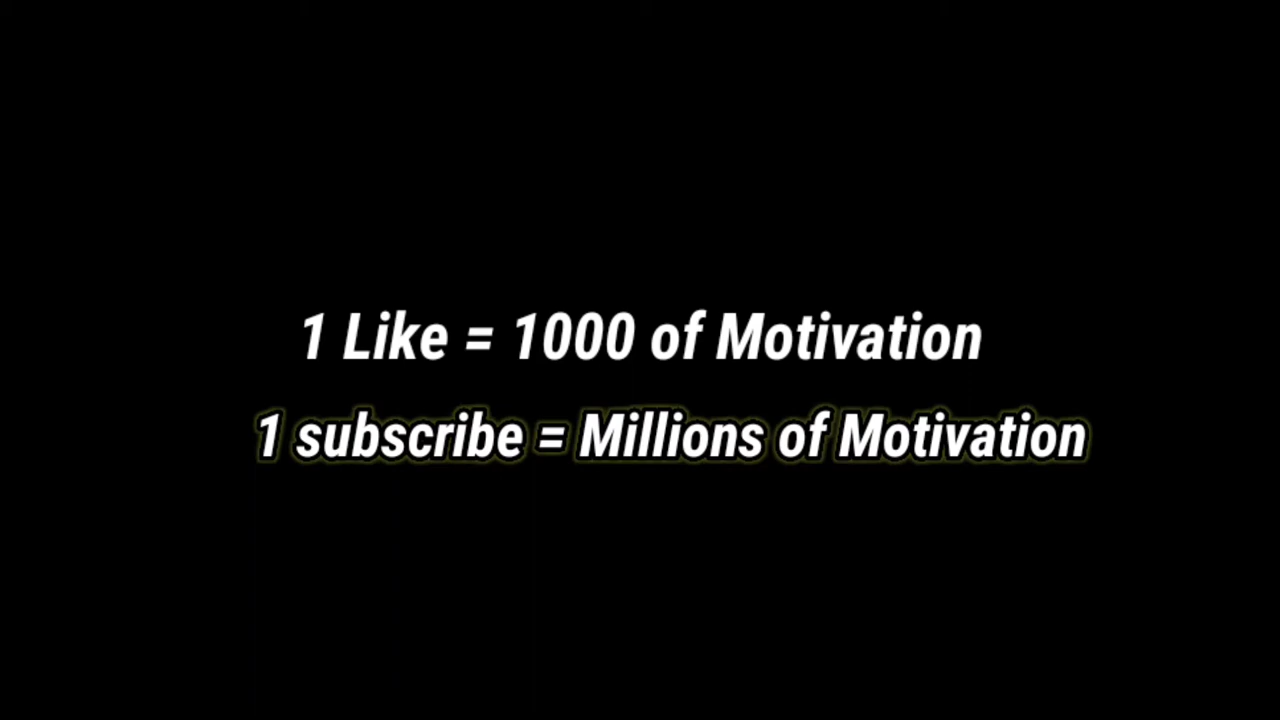 1 Like = 1000 of Motivation
1 subscribe = Millions of Motivation